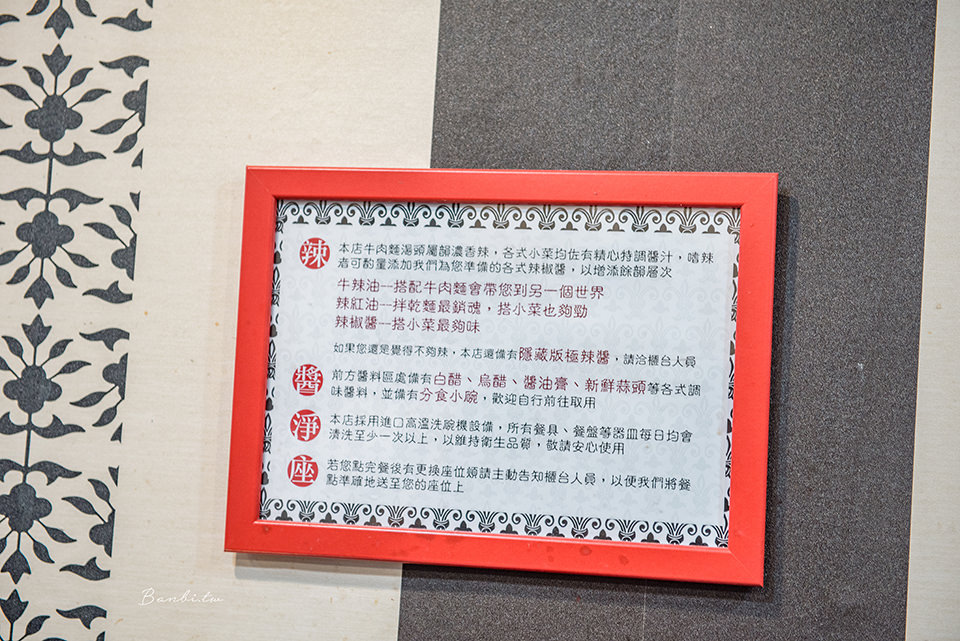 辣 本店牛肉麵湯頭屬韻濃香辣，各式小菜均佐有精心特調醬汁，嗜辣
者可酌量添加我們為您準備的各式辣椒醬，以增添餘韻層次
牛辣油--搭配牛肉麵會帶您到另一個世界
辣紅油--拌乾麵最銷魂，搭小菜也夠勁
辣椒醬--搭小菜最夠味
如果您還是覺得不夠辣，本店還備有隱藏版極辣醬，請洽櫃台人員
醬 前方醬料區處備有白醋、烏醋、醬油膏、新鮮蒜頭等各式調
味醬料，並備有分食小碗，歡迎自行前往取用
淨 本店採用進口高溫洗碗機設備，所有餐具、餐盤等器皿每日均會
清洗至少一次以上，以維持衛生品質，敬請安心使用
座 若您點完餐後有更換座位煩請主動告知櫃台人員，以便我們將餐
點準確地送至您的座位上
Banbi.tw